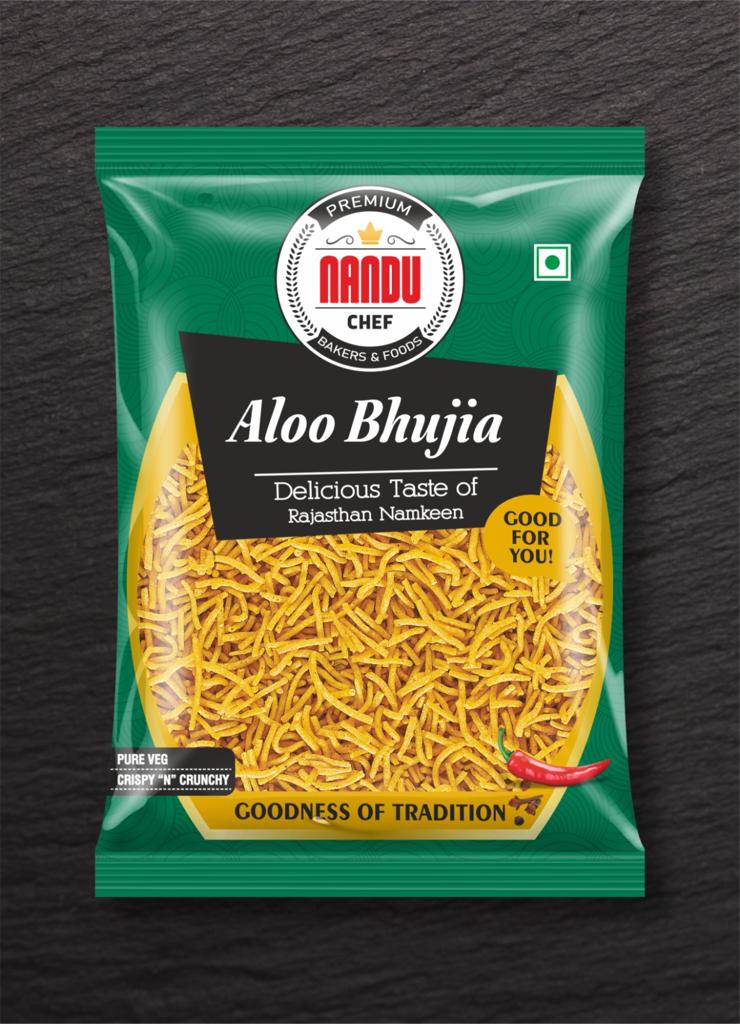 PREMIUM
NANDU
CHEF
BAKERS & FOODS
Aloo Bhujia
Delicious Taste of
Rajasthan Namkeen
GOOD
FOR
YOU!
PURE VEG
CRISPY "N" CRUNCHY
GOODNESS OF TRADITION